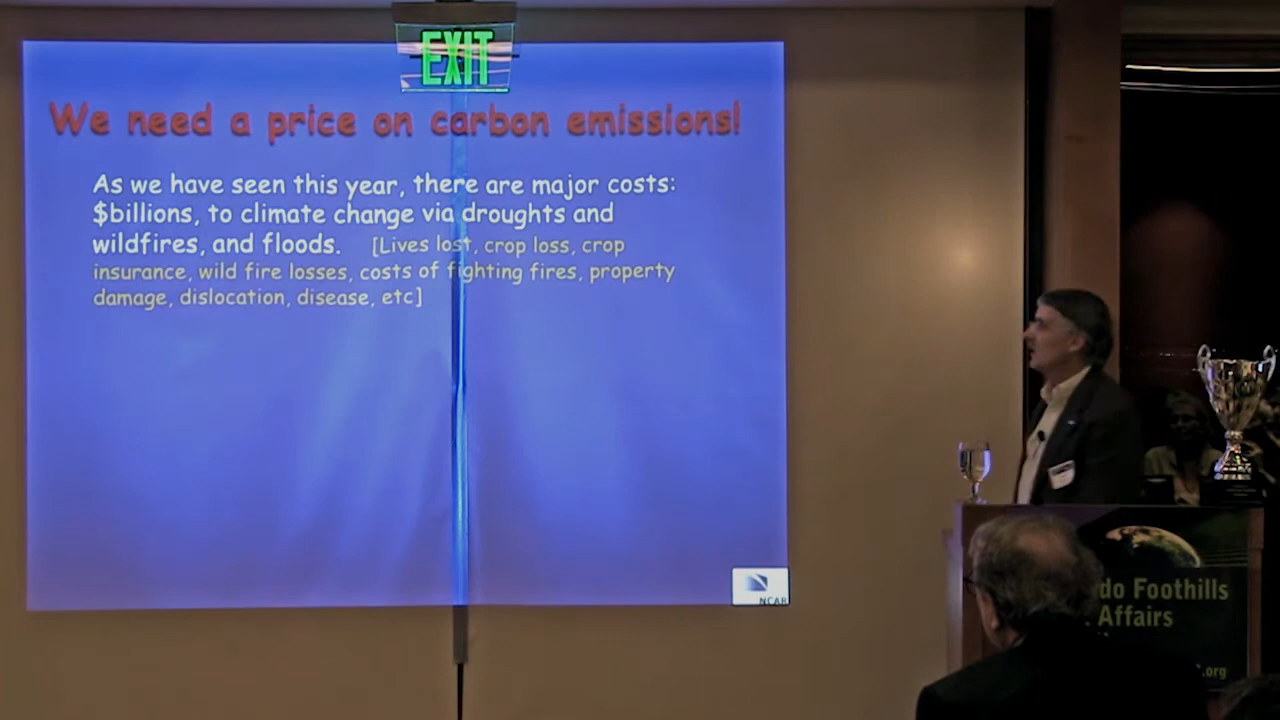 EXIT
We need a price on carbon emissions!
As we have seen this year, there are major costs:
$billions, to climate change via droughts and
wildfires, and floods. [Lives lost, crop loss, crop
insurance, wild fire losses, costs of fighting fires, property
damage, dislocation, disease, etc]
NCAR
do Foothills
Affairs
.org